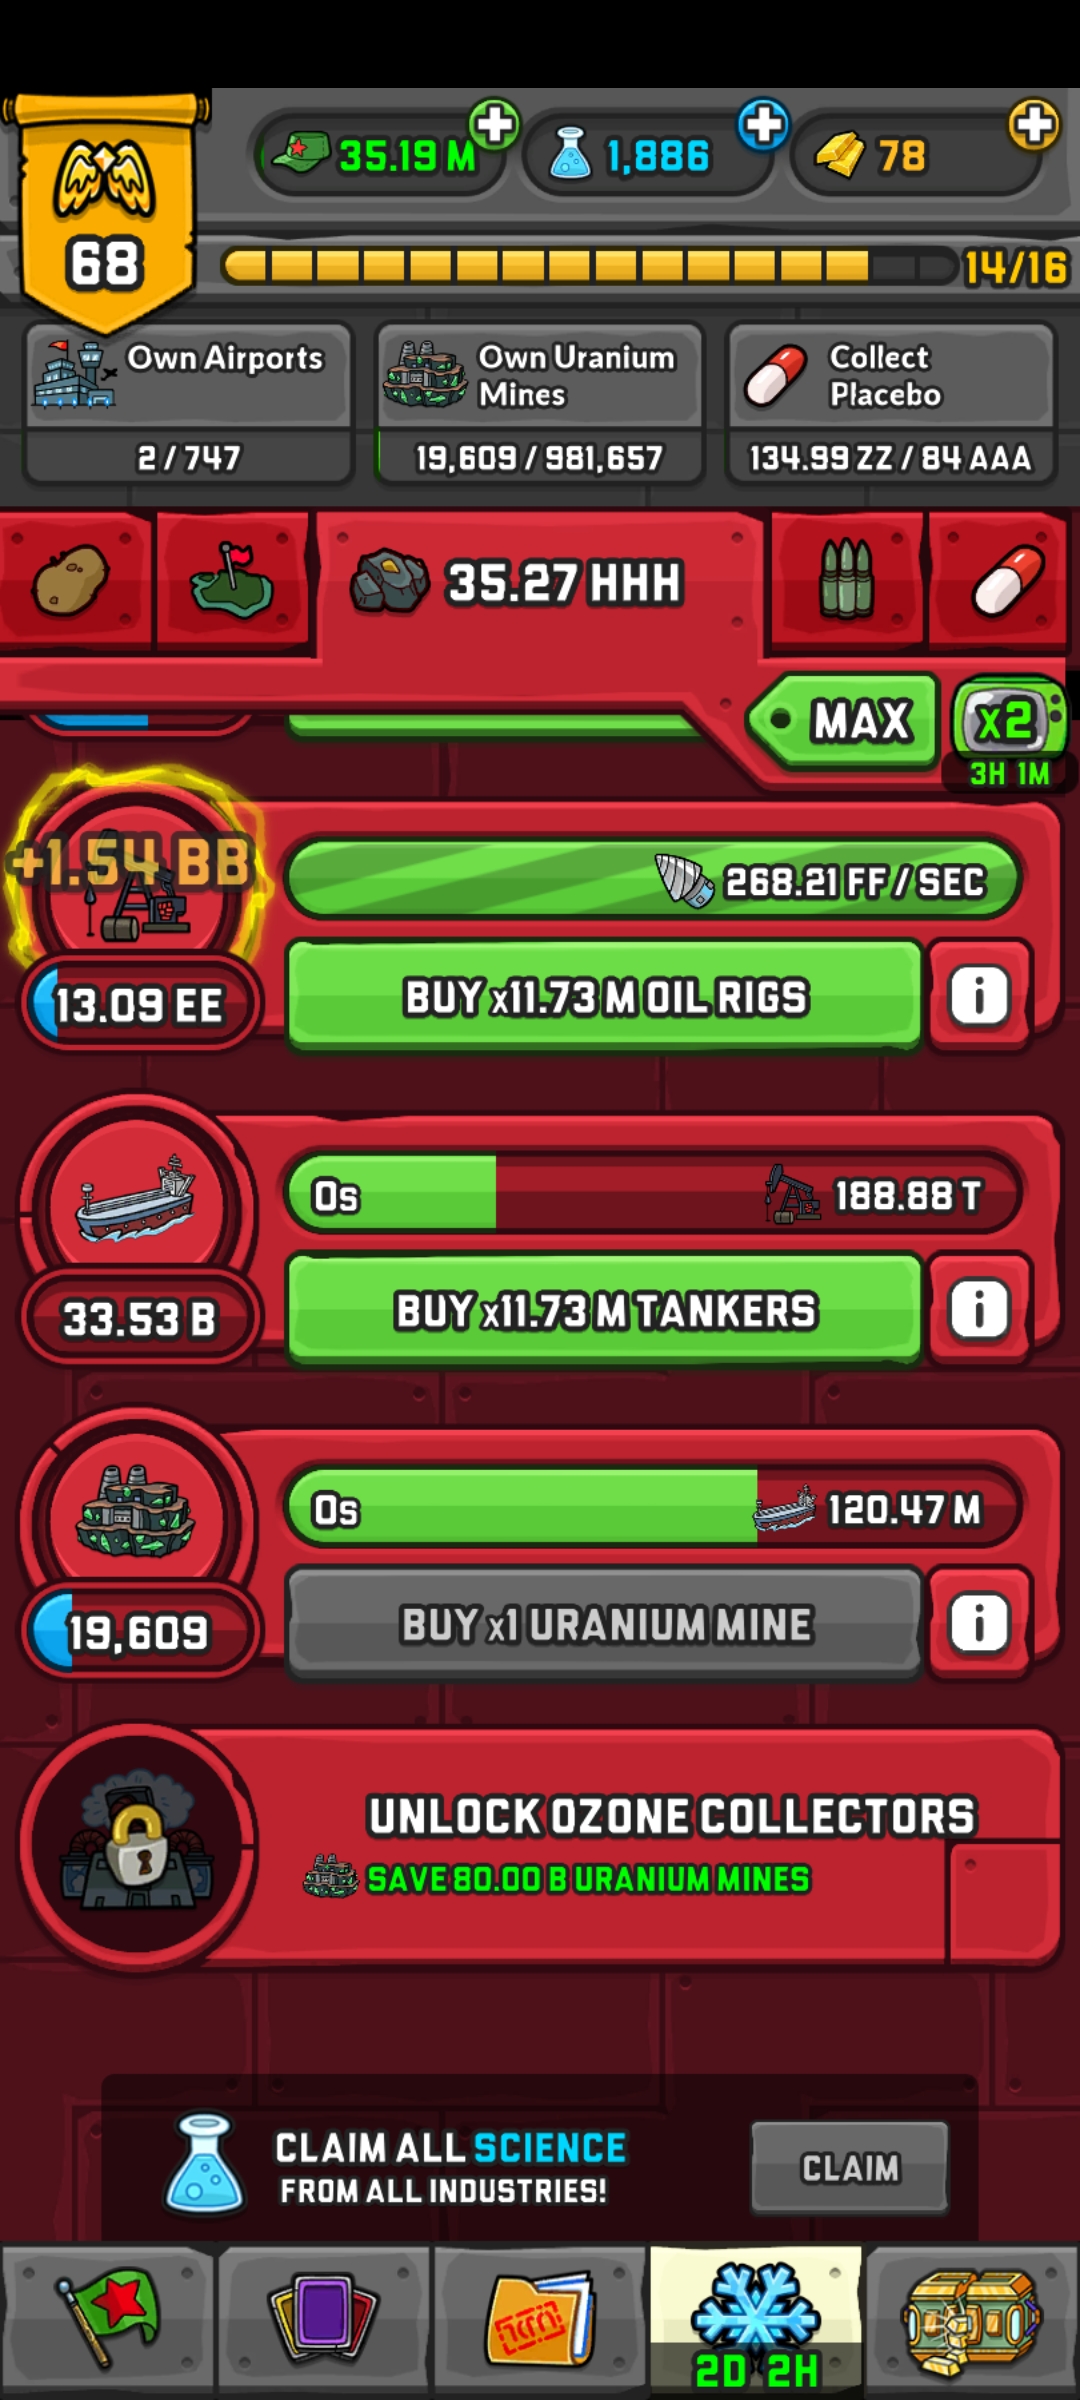 35.19 M
1,886
78
68
14/16
Own Airports
2 / 747
Own Uranium
Mines
19,609 / 981,657
Collect
Placebo
134.99 ZZ / 84 AAA
35.27 HHH
MAX
x2
3H 1M
+1.54 BB
268.21 FF / SEC
13.09 EE
BUY x11.73 M OIL RIGS
i
0s
188.88 T
33.53 B
BUY x11.73 M TANKERS
i
0s
120.47 M
19,609
BUY x1 URANIUM MINE
i
UNLOCK OZONE COLLECTORS
SAVE 80.00 B URANIUM MINES
CLAIM ALL SCIENCE
FROM ALL INDUSTRIES!
CLAIM
2D 2H